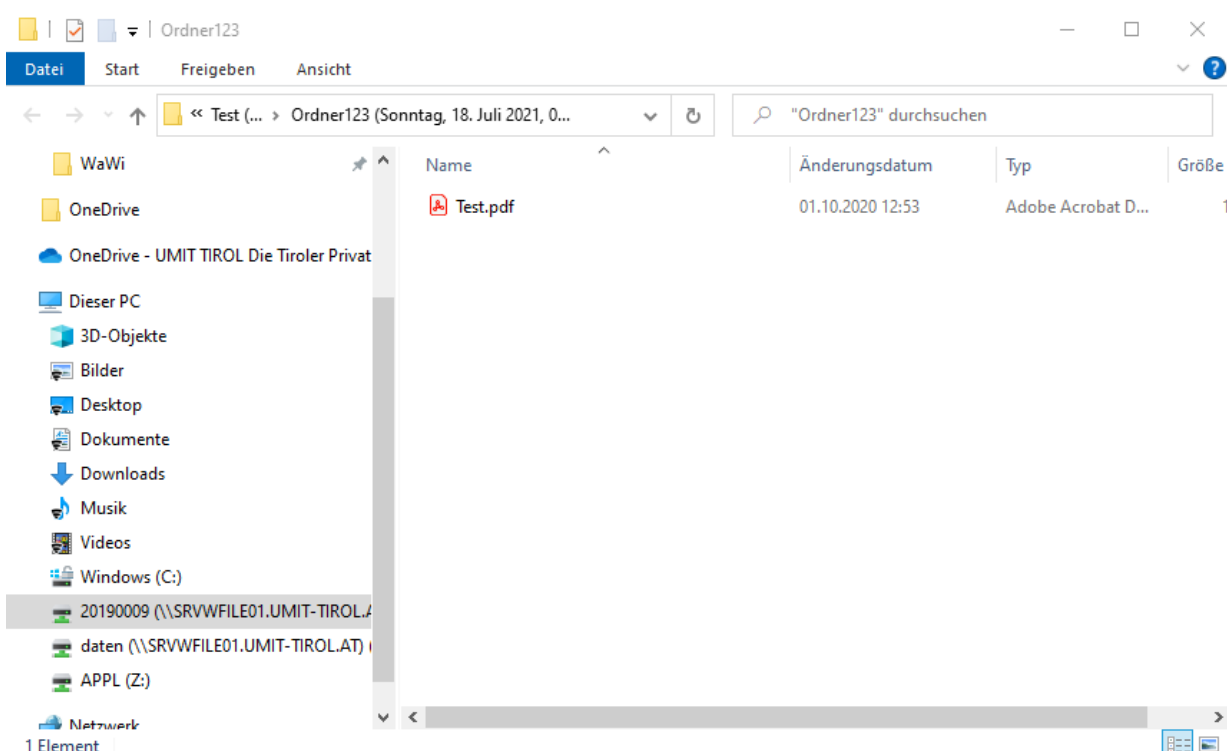 Ordner123
Datei Start Freigeben Ansicht
« Test (... › Ordner123 (Sonntag, 18. Juli 2021, 0...
"Ordner123" durchsuchen
WaWi
OneDrive
OneDrive - UMIT TIROL Die Tiroler Privat
Dieser PC
3D-Objekte
Bilder
Desktop
Dokumente
Downloads
Musik
Videos
Windows (C:)
20190009 (\\SRVWFILE01.UMIT-TIROL.A
daten (\\SRVWFILE01.UMIT-TIROL.AT) (
APPL (Z:)
Netzwerk
Name Änderungsdatum Typ Größe
Test.pdf 01.10.2020 12:53 Adobe Acrobat D... 1
1 Element